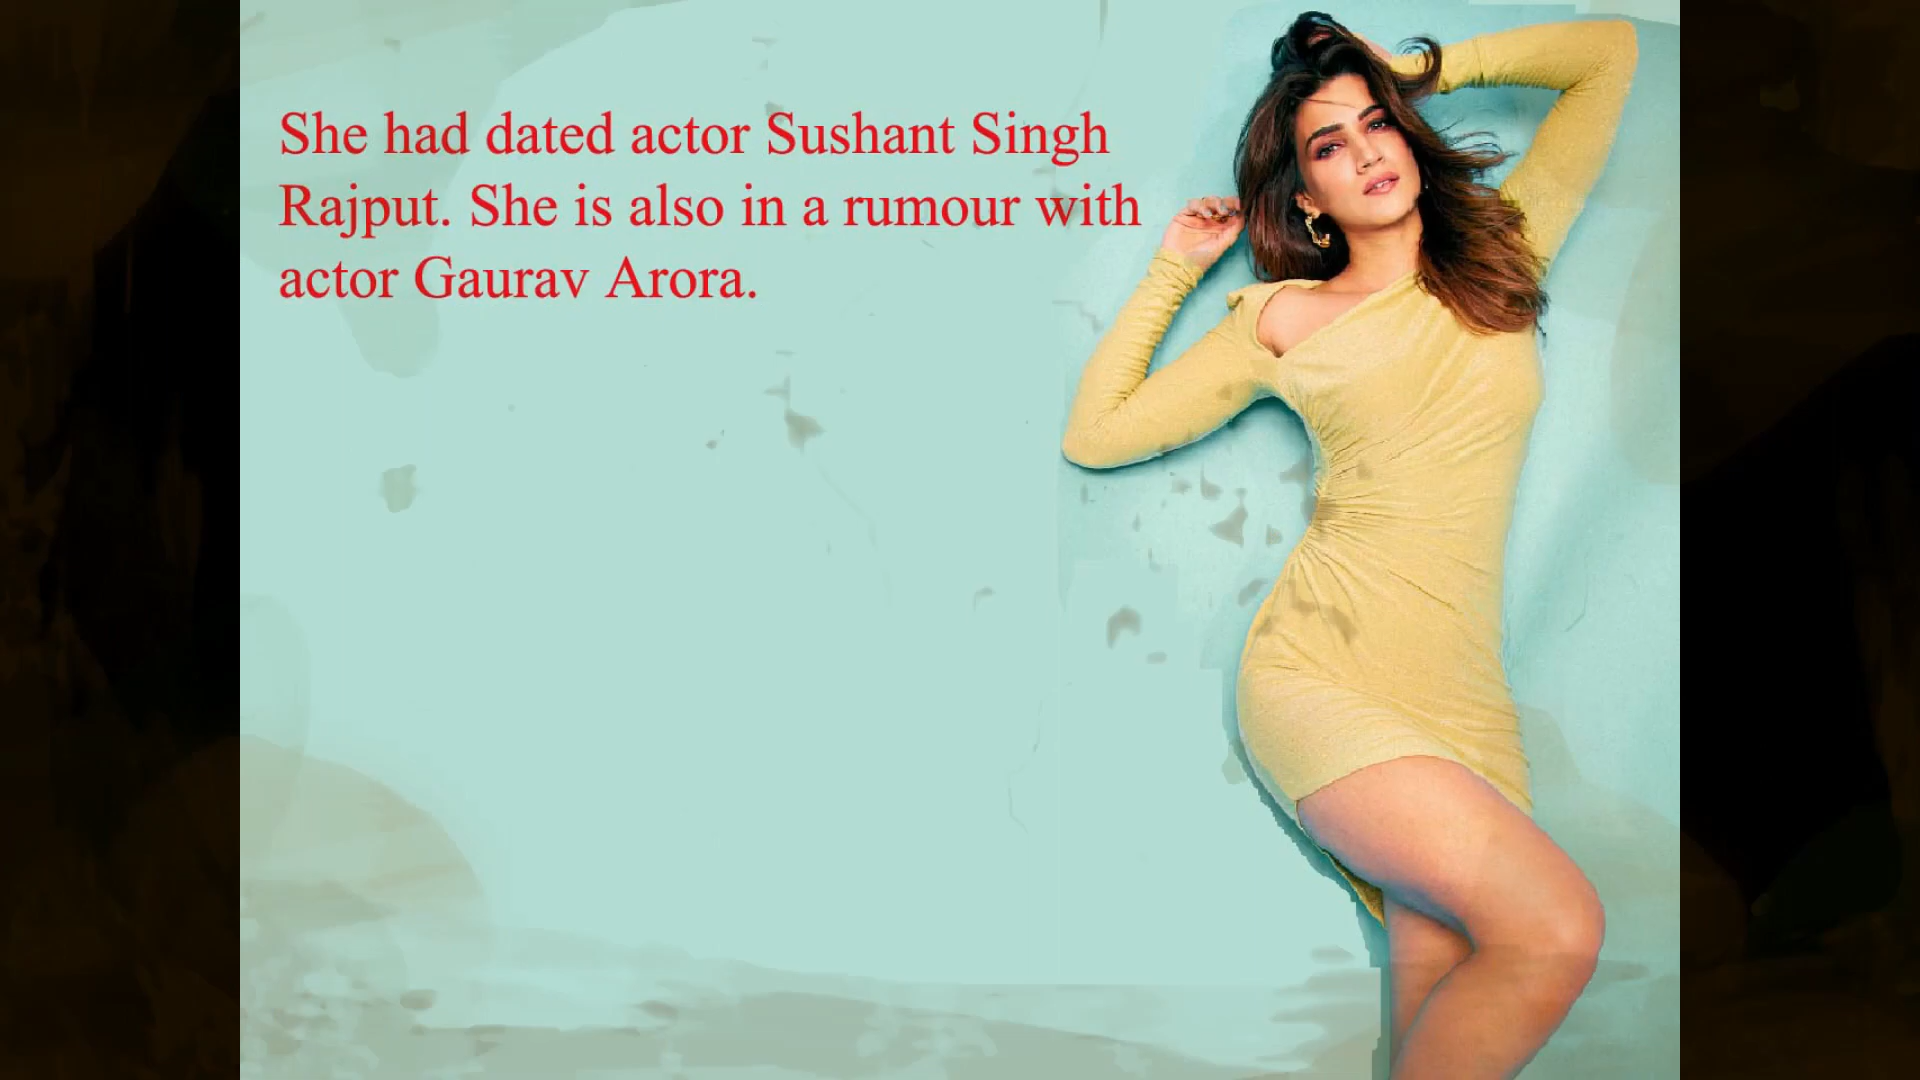 She had dated actor Sushant Singh
Rajput. She is also in a rumour with
actor Gaurav Arora.